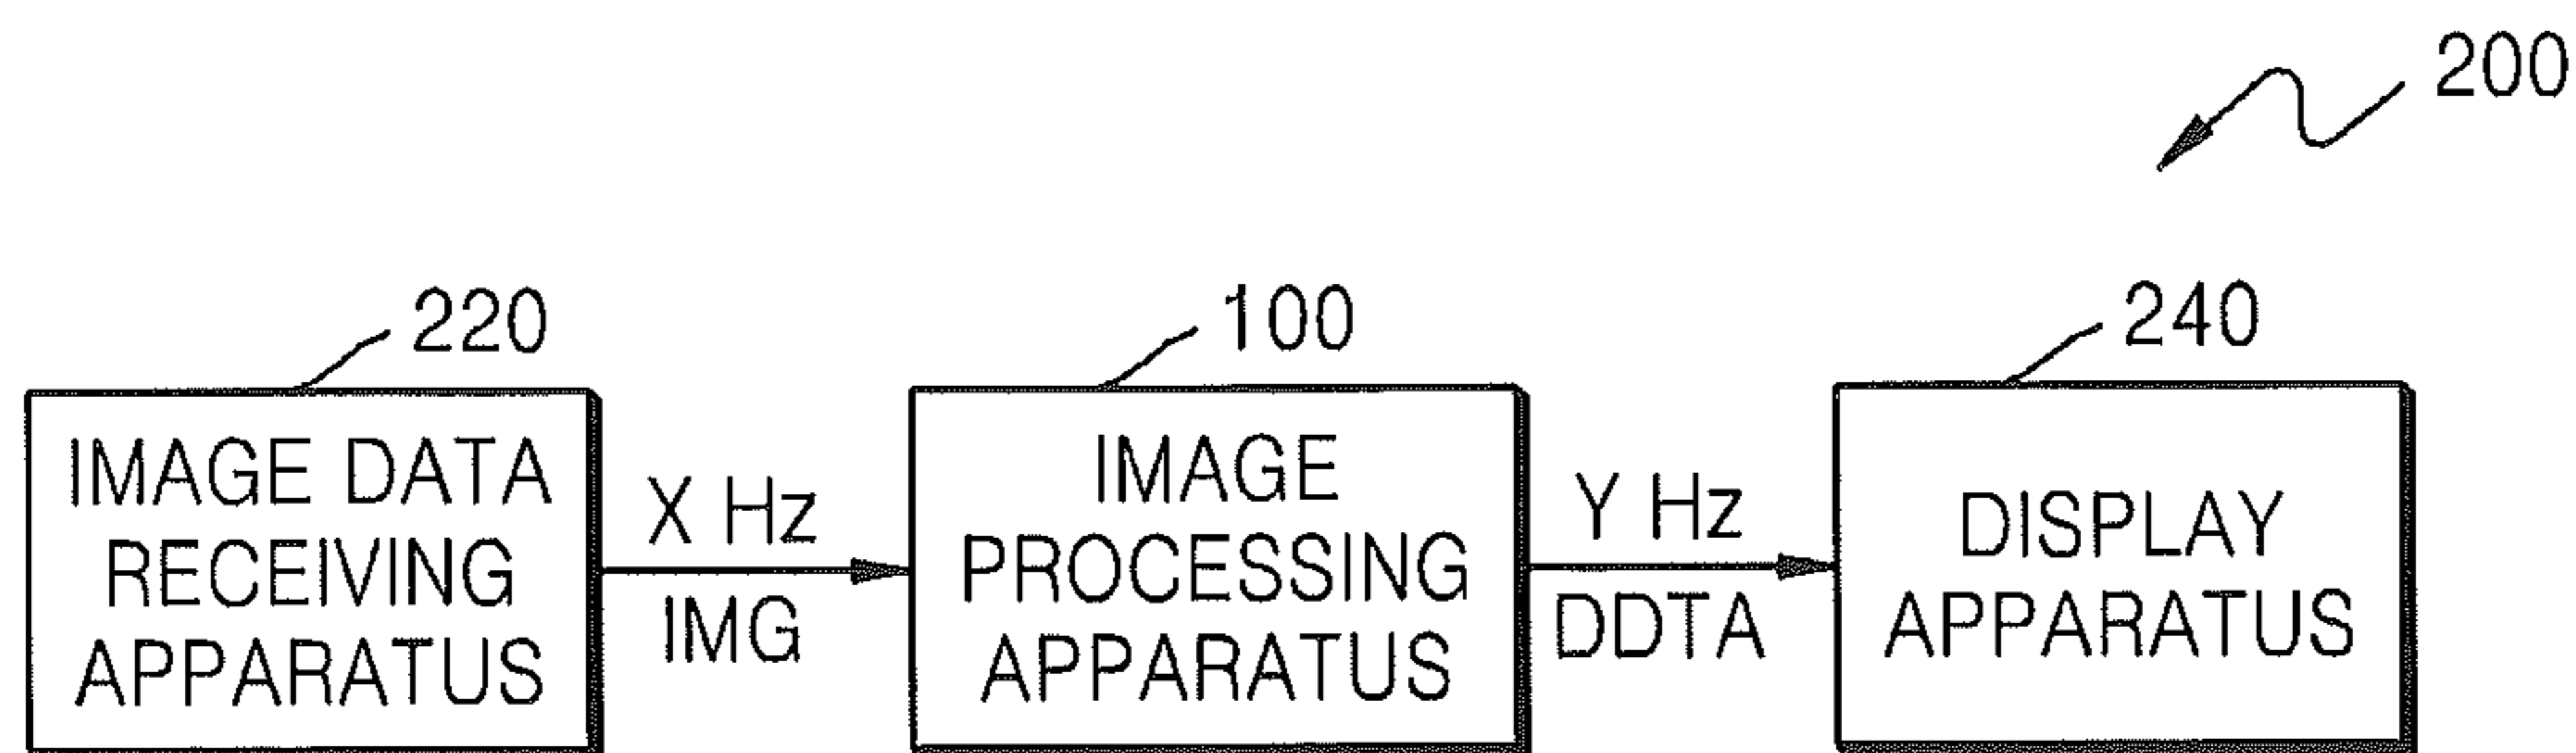 200
220
100
240
IMAGE DATA
RECEIVING
APPARATUS
X Hz
IMG
IMAGE
PROCESSING
APPARATUS
Y Hz
DDTA
DISPLAY
APPARATUS